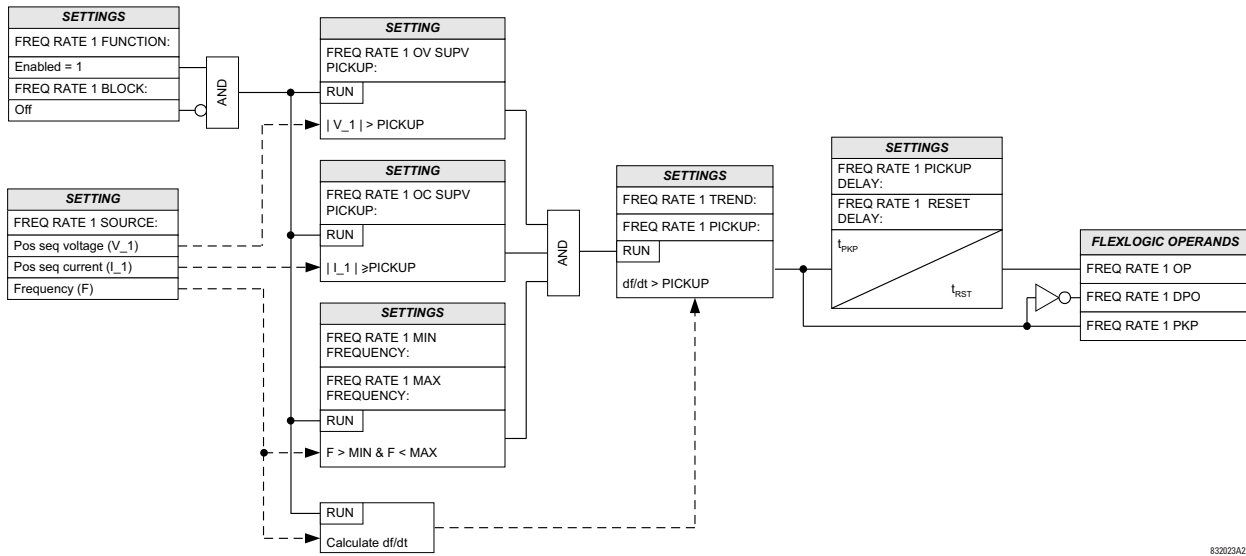 SETTINGS
FREQ RATE 1 FUNCTION:
Enabled = 1
FREQ RATE 1 BLOCK:
Off
AND
SETTING
FREQ RATE 1 SOURCE:
Pos seq voltage (V_1)
Pos seq current (I_1)
Frequency (F)
SETTING
FREQ RATE 1 OV SUPV
PICKUP:
RUN
| V_1 | > PICKUP
SETTING
FREQ RATE 1 OC SUPV
PICKUP:
RUN
| I_1 | ≥PICKUP
SETTINGS
FREQ RATE 1 MIN
FREQUENCY:
FREQ RATE 1 MAX
FREQUENCY:
RUN
F > MIN & F < MAX
RUN
Calculate df/dt
AND
SETTINGS
FREQ RATE 1 TREND:
FREQ RATE 1 PICKUP:
RUN
df/dt > PICKUP
SETTINGS
FREQ RATE 1 PICKUP
DELAY:
FREQ RATE 1 RESET
DELAY:
tPKP
tRST
FLEXLOGIC OPERANDS
FREQ RATE 1 OP
FREQ RATE 1 DPO
FREQ RATE 1 PKP
832023A2